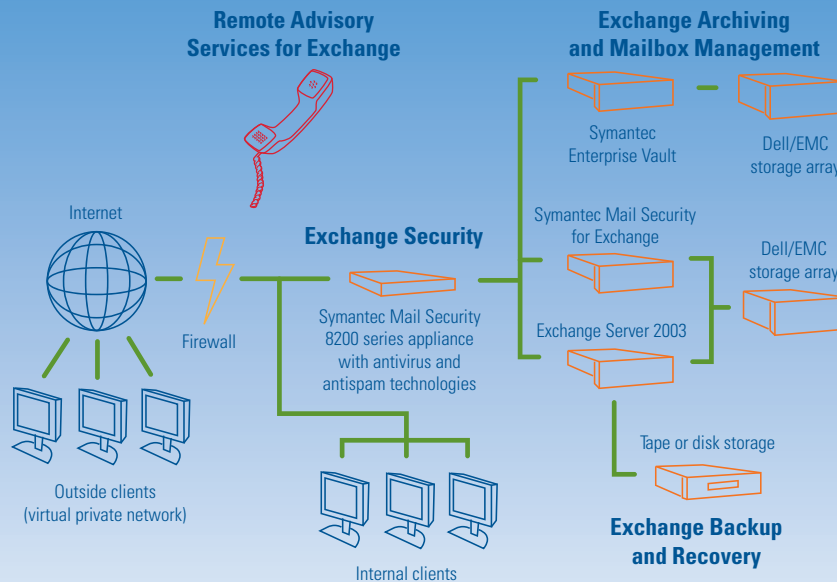 Remote Advisory
Services for Exchange
Exchange Archiving
and Mailbox Management
Symantec
Enterprise Vault
Dell/EMC
storage array
Internet
Firewall
Exchange Security
Symantec Mail Security
8200 series appliance
with antivirus and
antispam technologies
Symantec Mail Security
for Exchange
Dell/EMC
storage array
Exchange Server 2003
Outside clients
(virtual private network)
Internal clients
Tape or disk storage
Exchange Backup
and Recovery